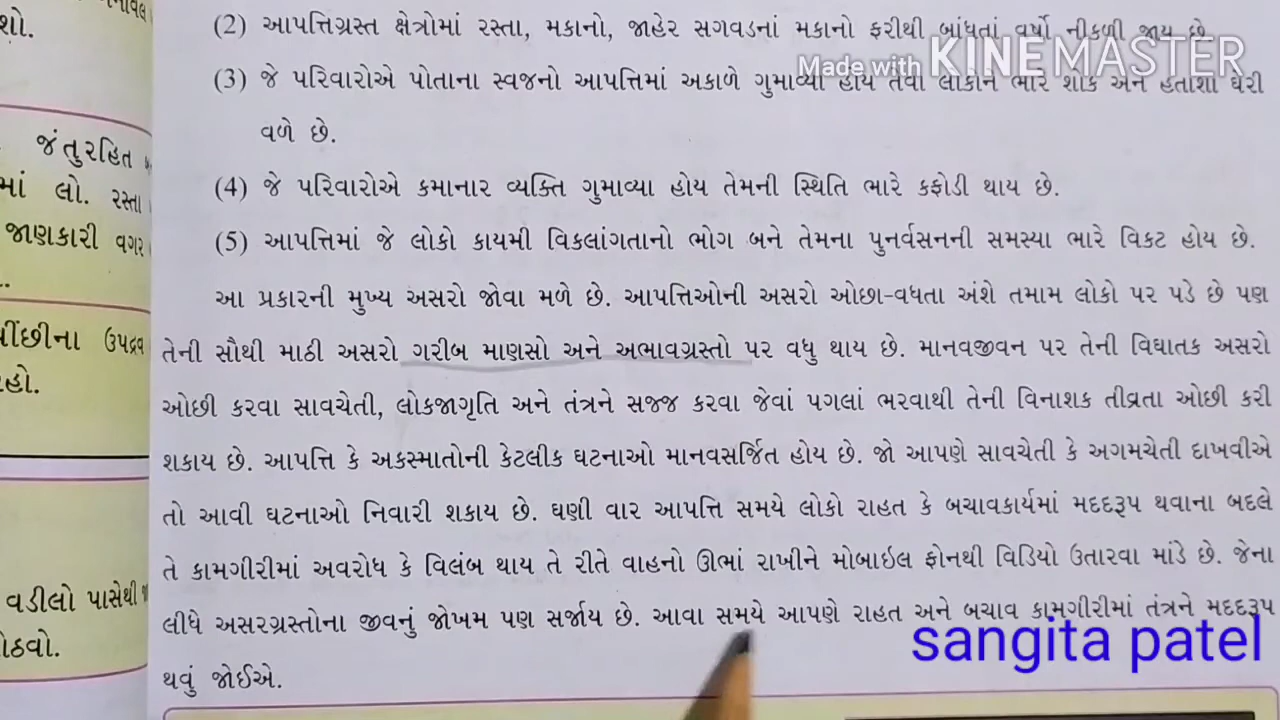 શો.
(2) આપત્તિગ્રસ્ત ક્ષેત્રોમાં રસ્તા, મકાનો, જાહેર સગવડનાં મકાનો ફરીથી બાંધતાં વર્ષો નીકળી જાય છે.
Made with KINEMASTER
(3) જે પરિવારોએ પોતાના સ્વજનો આપત્તિમાં અકાળે ગુમાવ્યા હોય તેવા લોકોને ભારે શોક અને હતાશા ઘેરી
વળે છે.
જંતુરહિત
માં લો. રસ્તા
(4) જે પરિવારોએ કમાનાર વ્યક્તિ ગુમાવ્યા હોય તેમની સ્થિતિ ભારે કફોડી થાય છે.
જાણકારી વગર
(5) આપત્તિમાં જે લોકો કાયમી વિકલાંગતાનો ભોગ બને તેમના પુનર્વસનની સમસ્યા ભારે વિકટ હોય છે.
આ પ્રકારની મુખ્ય અસરો જોવા મળે છે. આપત્તિઓની અસરો ઓછા-વધતા અંશે તમામ લોકો પર પડે છે પણ
વીંછીના ઉપદ્રવ
તેની સૌથી માઠી અસરો ગરીબ માણસો અને અભાવગ્રસ્તો પર વધુ થાય છે. માનવજીવન પર તેની વિઘાતક અસરો
રહો.
ઓછી કરવા સાવચેતી, લોકજાગૃતિ અને તંત્રને સજ્જ કરવા જેવાં પગલાં ભરવાથી તેની વિનાશક તીવ્રતા ઓછી કરી
શકાય છે. આપત્તિ કે અકસ્માતોની કેટલીક ઘટનાઓ માનવસર્જિત હોય છે. જો આપણે સાવચેતી કે અગમચેતી દાખવીએ
તો આવી ઘટનાઓ નિવારી શકાય છે. ઘણી વાર આપત્તિ સમયે લોકો રાહત કે બચાવકાર્યમાં મદદરૂપ થવાના બદલે
તે કામગીરીમાં અવરોધ કે વિલંબ થાય તે રીતે વાહનો ઊભાં રાખીને મોબાઇલ ફોનથી વિડિયો ઉતારવા માંડે છે. જેના
વડીલો પાસેથી
લીધે અસરગ્રસ્તોના જીવનું જોખમ પણ સર્જાય છે. આવા સમયે આપણે રાહત અને બચાવ કામગીરીમાં તંત્રને મદદરૂપ
sangita patel
ગોઠવો.
થવું જોઈએ.